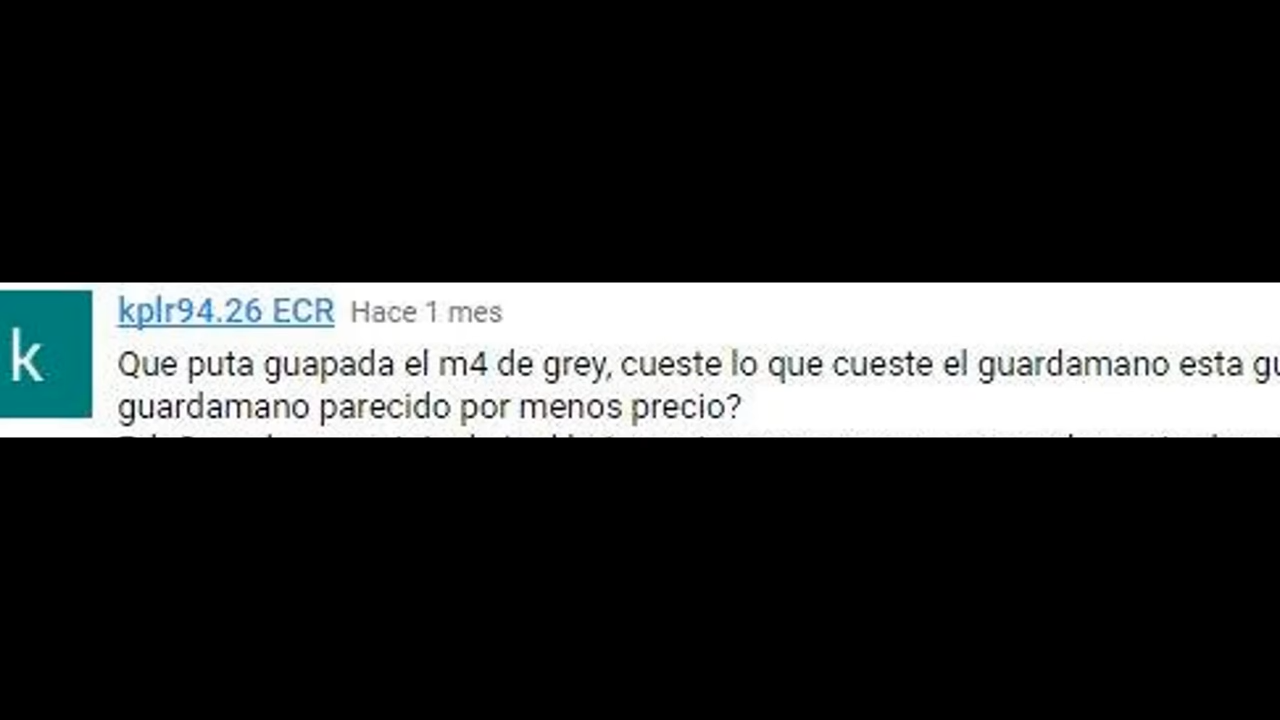 k
kplr94.26 ECR Hace 1 mes
Que puta guapada el m4 de grey, cueste lo que cueste el guardamano esta
guardamano parecido por menos precio?